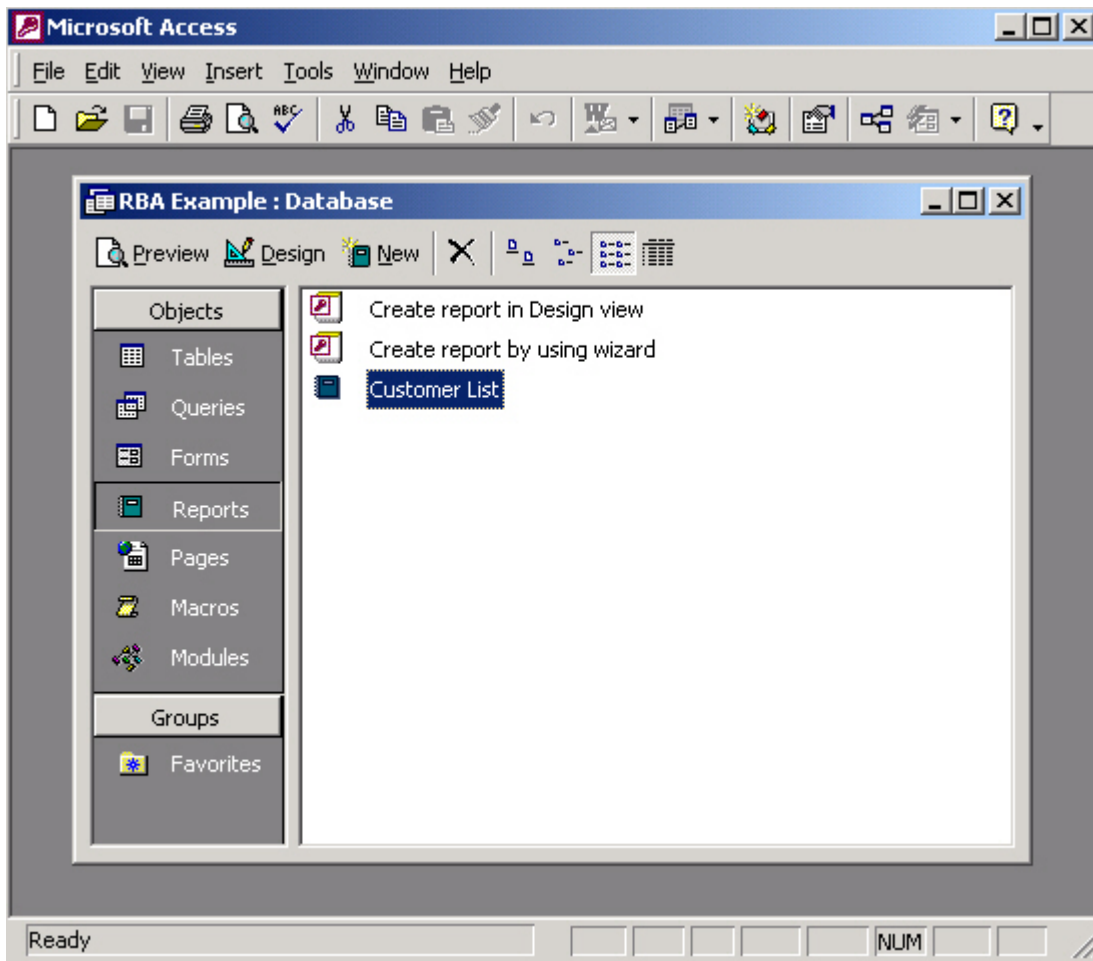 Microsoft Access
File Edit View Insert Tools Window Help
ABC
RBA Example : Database
Preview Design New
Objects
Tables
Queries
Forms
Reports
Pages
Macros
Modules
Groups
Favorites
Create report in Design view
Create report by using wizard
Customer List
Ready NUM